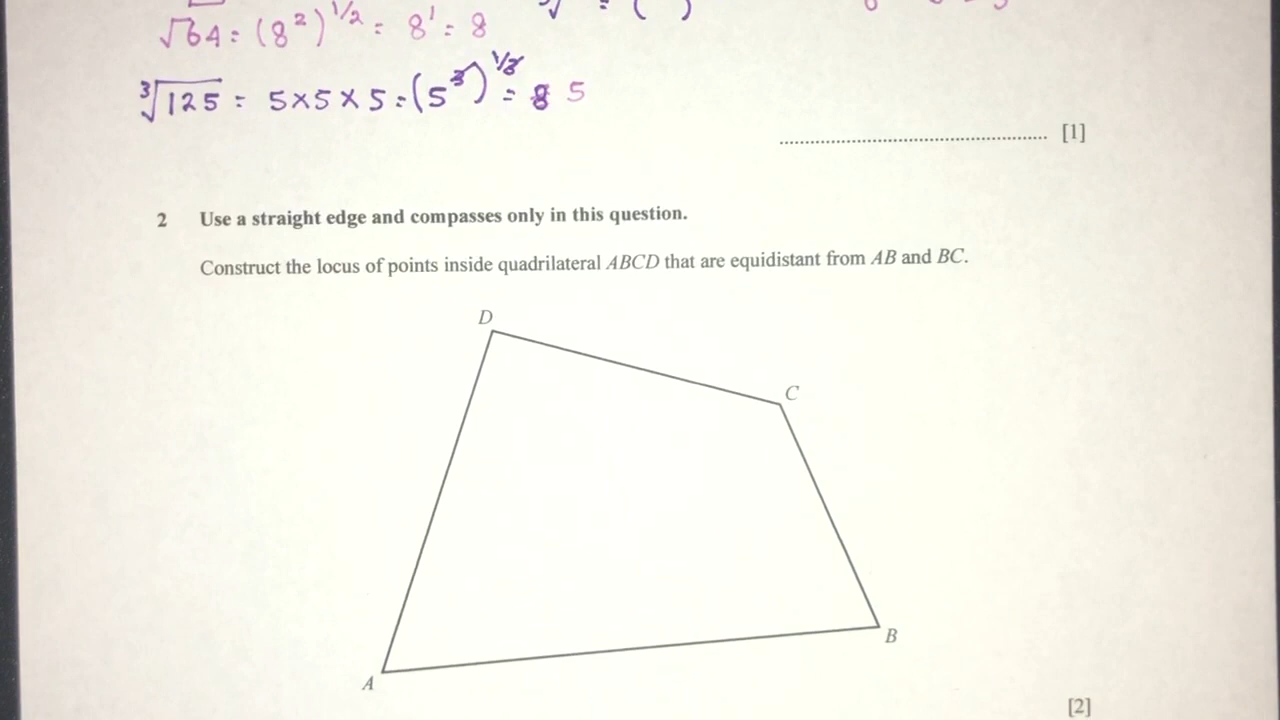 √64 = (8²)^1/2 = 8¹ = 8
³√125 = 5×5×5 = (5³)^1/3 = 8 5
[1]
2 Use a straight edge and compasses only in this question.
Construct the locus of points inside quadrilateral ABCD that are equidistant from AB and BC.
D
C
B
A
[2]